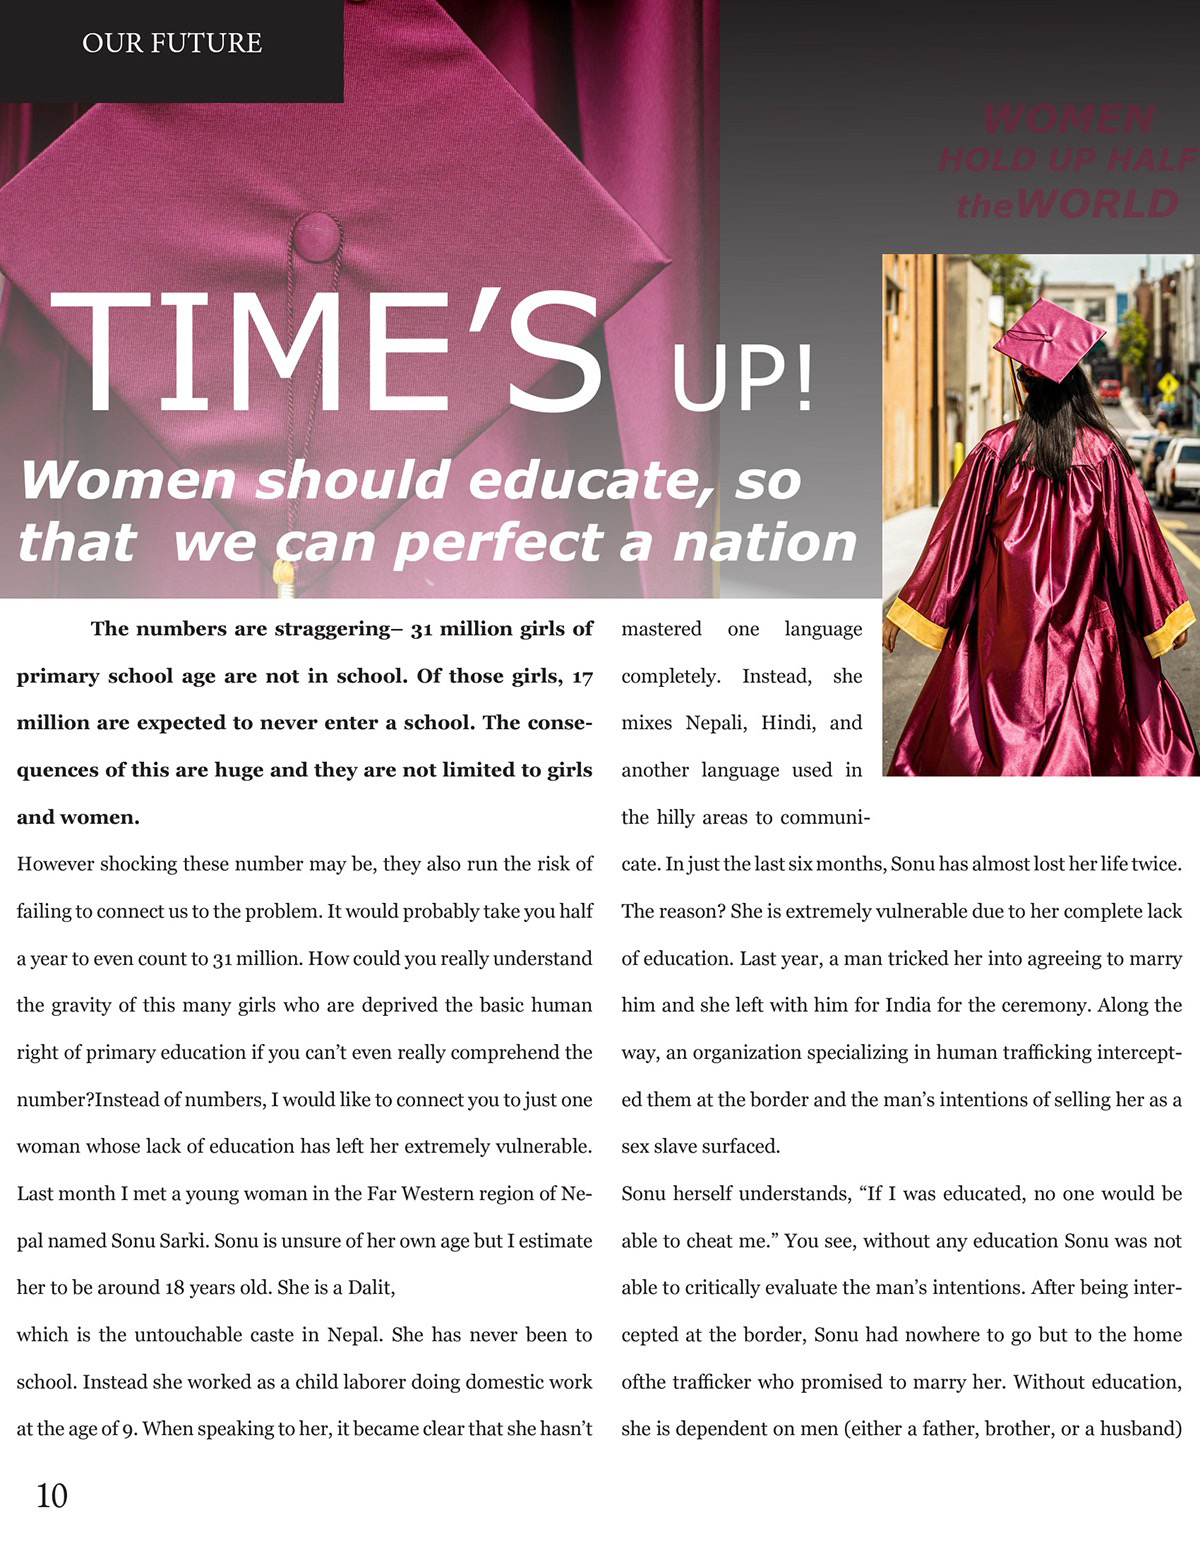 OUR FUTURE
WOMEN
HOLD UP HALF
theWORLD
TIME’S UP!
Women should educate, so
that we can perfect a nation
The numbers are straggering– 31 million girls of
primary school age are not in school. Of those girls, 17
million are expected to never enter a school. The conse-
quences of this are huge and they are not limited to girls
and women.
However shocking these number may be, they also run the risk of
failing to connect us to the problem. It would probably take you half
a year to even count to 31 million. How could you really understand
the gravity of this many girls who are deprived the basic human
right of primary education if you can’t even really comprehend the
number?Instead of numbers, I would like to connect you to just one
woman whose lack of education has left her extremely vulnerable.
Last month I met a young woman in the Far Western region of Ne-
pal named Sonu Sarki. Sonu is unsure of her own age but I estimate
her to be around 18 years old. She is a Dalit,
which is the untouchable caste in Nepal. She has never been to
school. Instead she worked as a child laborer doing domestic work
at the age of 9. When speaking to her, it became clear that she hasn’t
mastered one language
completely. Instead, she
mixes Nepali, Hindi, and
another language used in
the hilly areas to communi-
cate. In just the last six months, Sonu has almost lost her life twice.
The reason? She is extremely vulnerable due to her complete lack
of education. Last year, a man tricked her into agreeing to marry
him and she left with him for India for the ceremony. Along the
way, an organization specializing in human trafficking intercept-
ed them at the border and the man’s intentions of selling her as a
sex slave surfaced.
Sonu herself understands, “If I was educated, no one would be
able to cheat me.” You see, without any education Sonu was not
able to critically evaluate the man’s intentions. After being inter-
cepted at the border, Sonu had nowhere to go but to the home
ofthe trafficker who promised to marry her. Without education,
she is dependent on men (either a father, brother, or a husband)
10